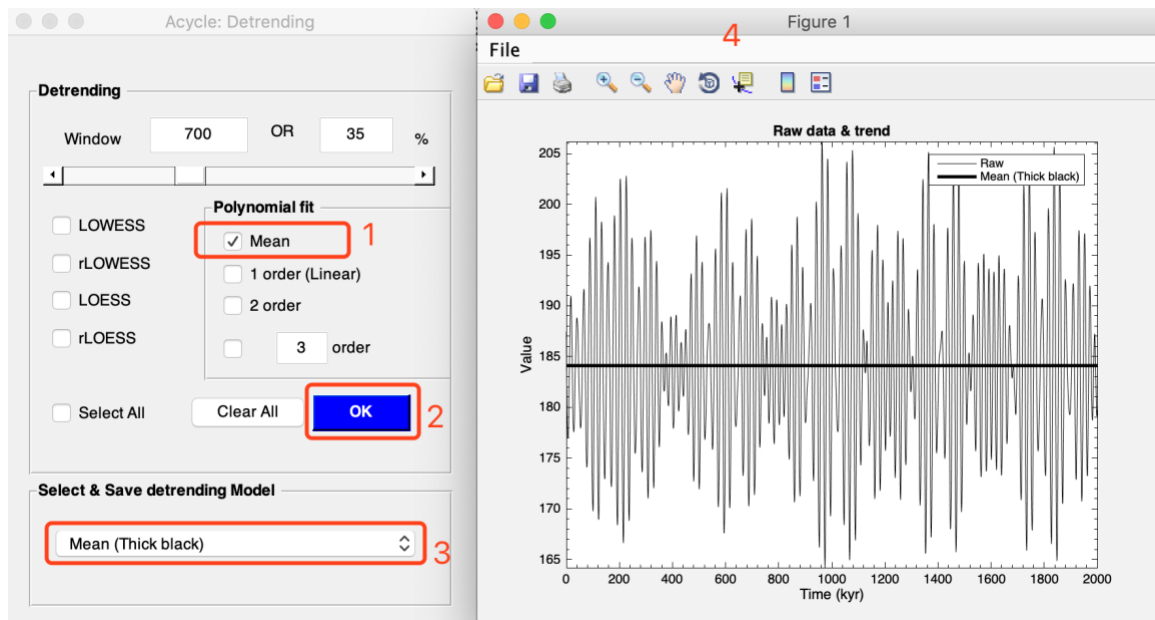 Acycle: Detrending
Detrending
Window 700 OR 35 %
LOWESS
rLOWESS
LOESS
rLOESS
Polynomial fit
Mean
1
1 order (Linear)
2 order
3 order
Select All
Clear All
OK
2
Select & Save detrending Model
Mean (Thick black)
3
Figure 1
4
File
Raw data & trend
Raw
Mean (Thick black)
Value
205
200
195
190
185
180
175
170
165
0 200 400 600 800 1000 1200 1400 1600 1800 2000
Time (kyr)